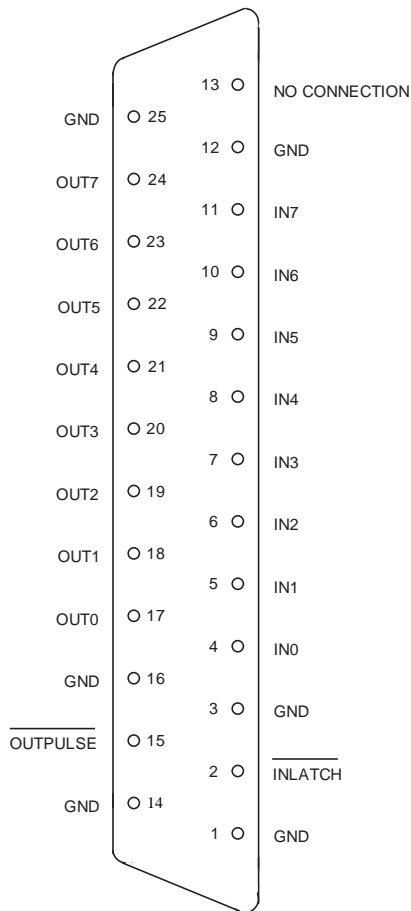 13 NO CONNECTION
GND 25
12 GND
OUT7 24
11 IN7
OUT6 23
10 IN6
OUT5 22
9 IN5
OUT4 21
8 IN4
OUT3 20
7 IN3
OUT2 19
6 IN2
OUT1 18
5 IN1
OUT0 17
4 IN0
GND 16
3 GND
OUTPULSE 15
2 INLATCH
GND 14
1 GND